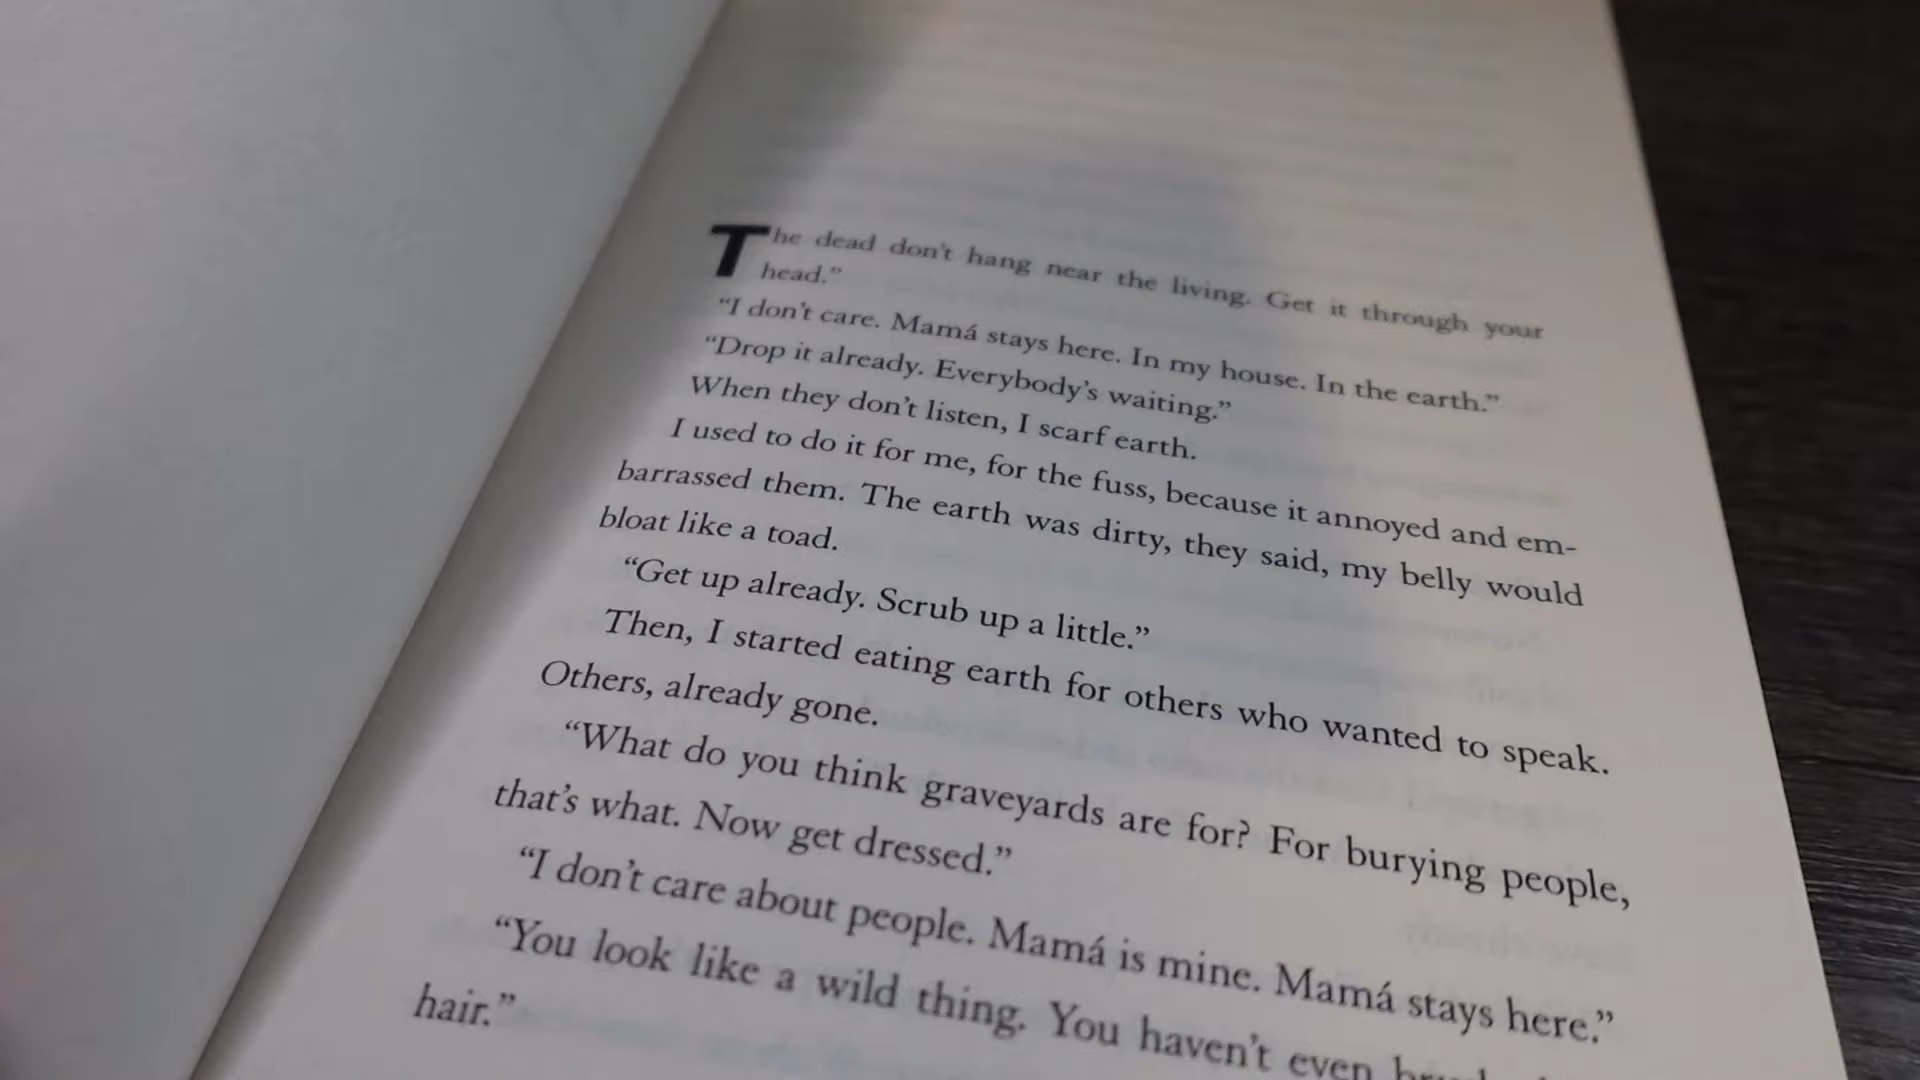 The dead don't hang near the living. Get it through your
head.”
“I don't care. Mamá stays here. In my house. In the earth.”
“Drop it already. Everybody's waiting.”
When they don't listen, I scarf earth.
I used to do it for me, for the fuss, because it annoyed and em-
barrassed them. The earth was dirty, they said, my belly would
bloat like a toad.
“Get up already. Scrub up a little.”
Then, I started eating earth for others who wanted to speak.
Others, already gone.
“What do you think graveyards are for? For burying people,
that's what. Now get dressed.”
“I don't care about people. Mamá is mine. Mamá stays here.”
“You look like a wild thing. You haven't even
hair.”